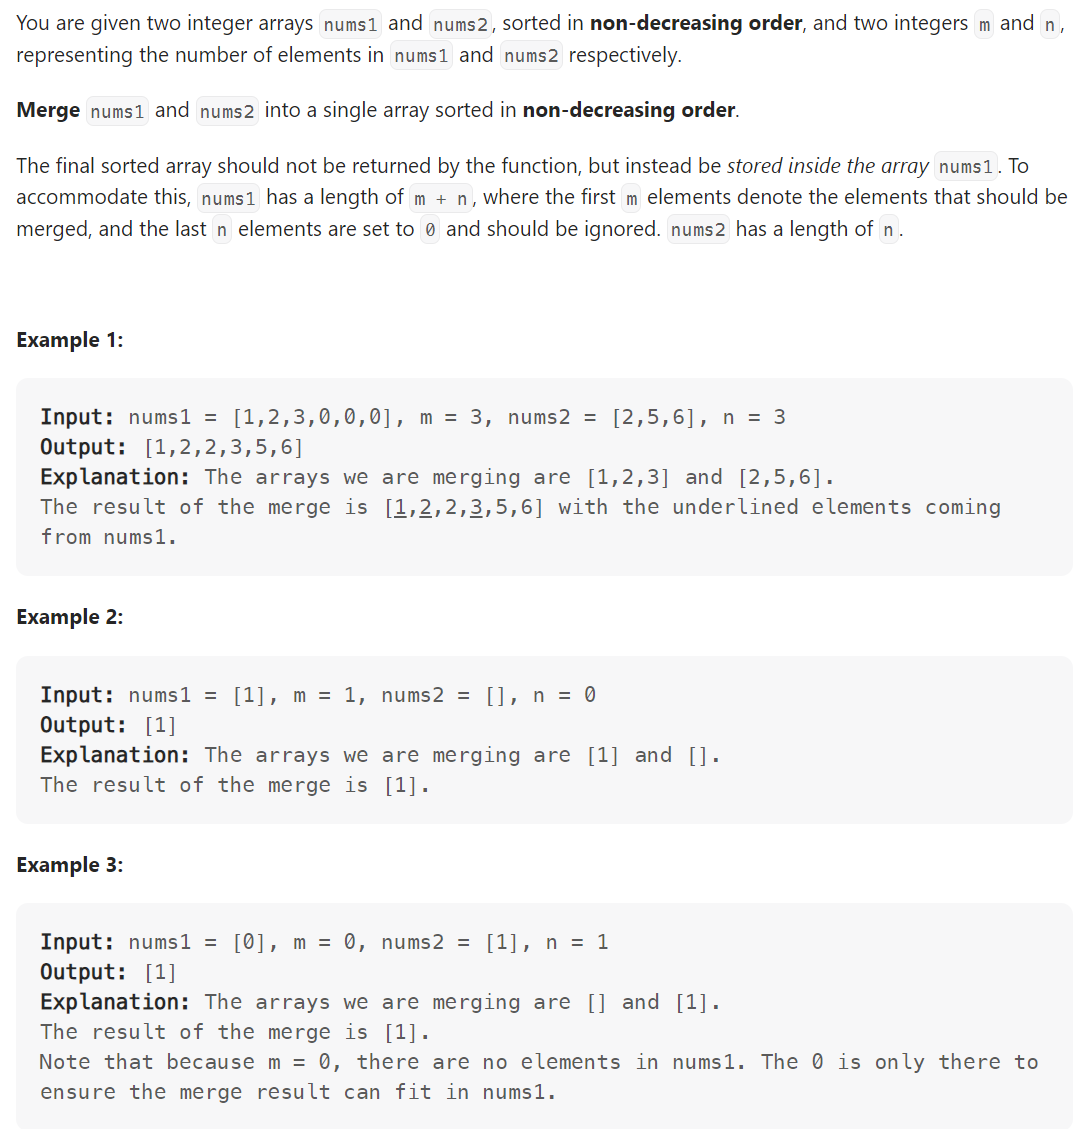 You are given two integer arrays nums1 and nums2, sorted in non-decreasing order, and two integers m and n,
representing the number of elements in nums1 and nums2 respectively.
Merge nums1 and nums2 into a single array sorted in non-decreasing order.
The final sorted array should not be returned by the function, but instead be stored inside the array nums1. To
accommodate this, nums1 has a length of m + n, where the first m elements denote the elements that should be
merged, and the last n elements are set to 0 and should be ignored. nums2 has a length of n.
Example 1:
Input: nums1 = [1,2,3,0,0,0], m = 3, nums2 = [2,5,6], n = 3
Output: [1,2,2,3,5,6]
Explanation: The arrays we are merging are [1,2,3] and [2,5,6].
The result of the merge is [1,2,2,3,5,6] with the underlined elements coming
from nums1.
Example 2:
Input: nums1 = [1], m = 1, nums2 = [], n = 0
Output: [1]
Explanation: The arrays we are merging are [1] and [].
The result of the merge is [1].
Example 3:
Input: nums1 = [0], m = 0, nums2 = [1], n = 1
Output: [1]
Explanation: The arrays we are merging are [] and [1].
The result of the merge is [1].
Note that because m = 0, there are no elements in nums1. The 0 is only there to
ensure the merge result can fit in nums1.